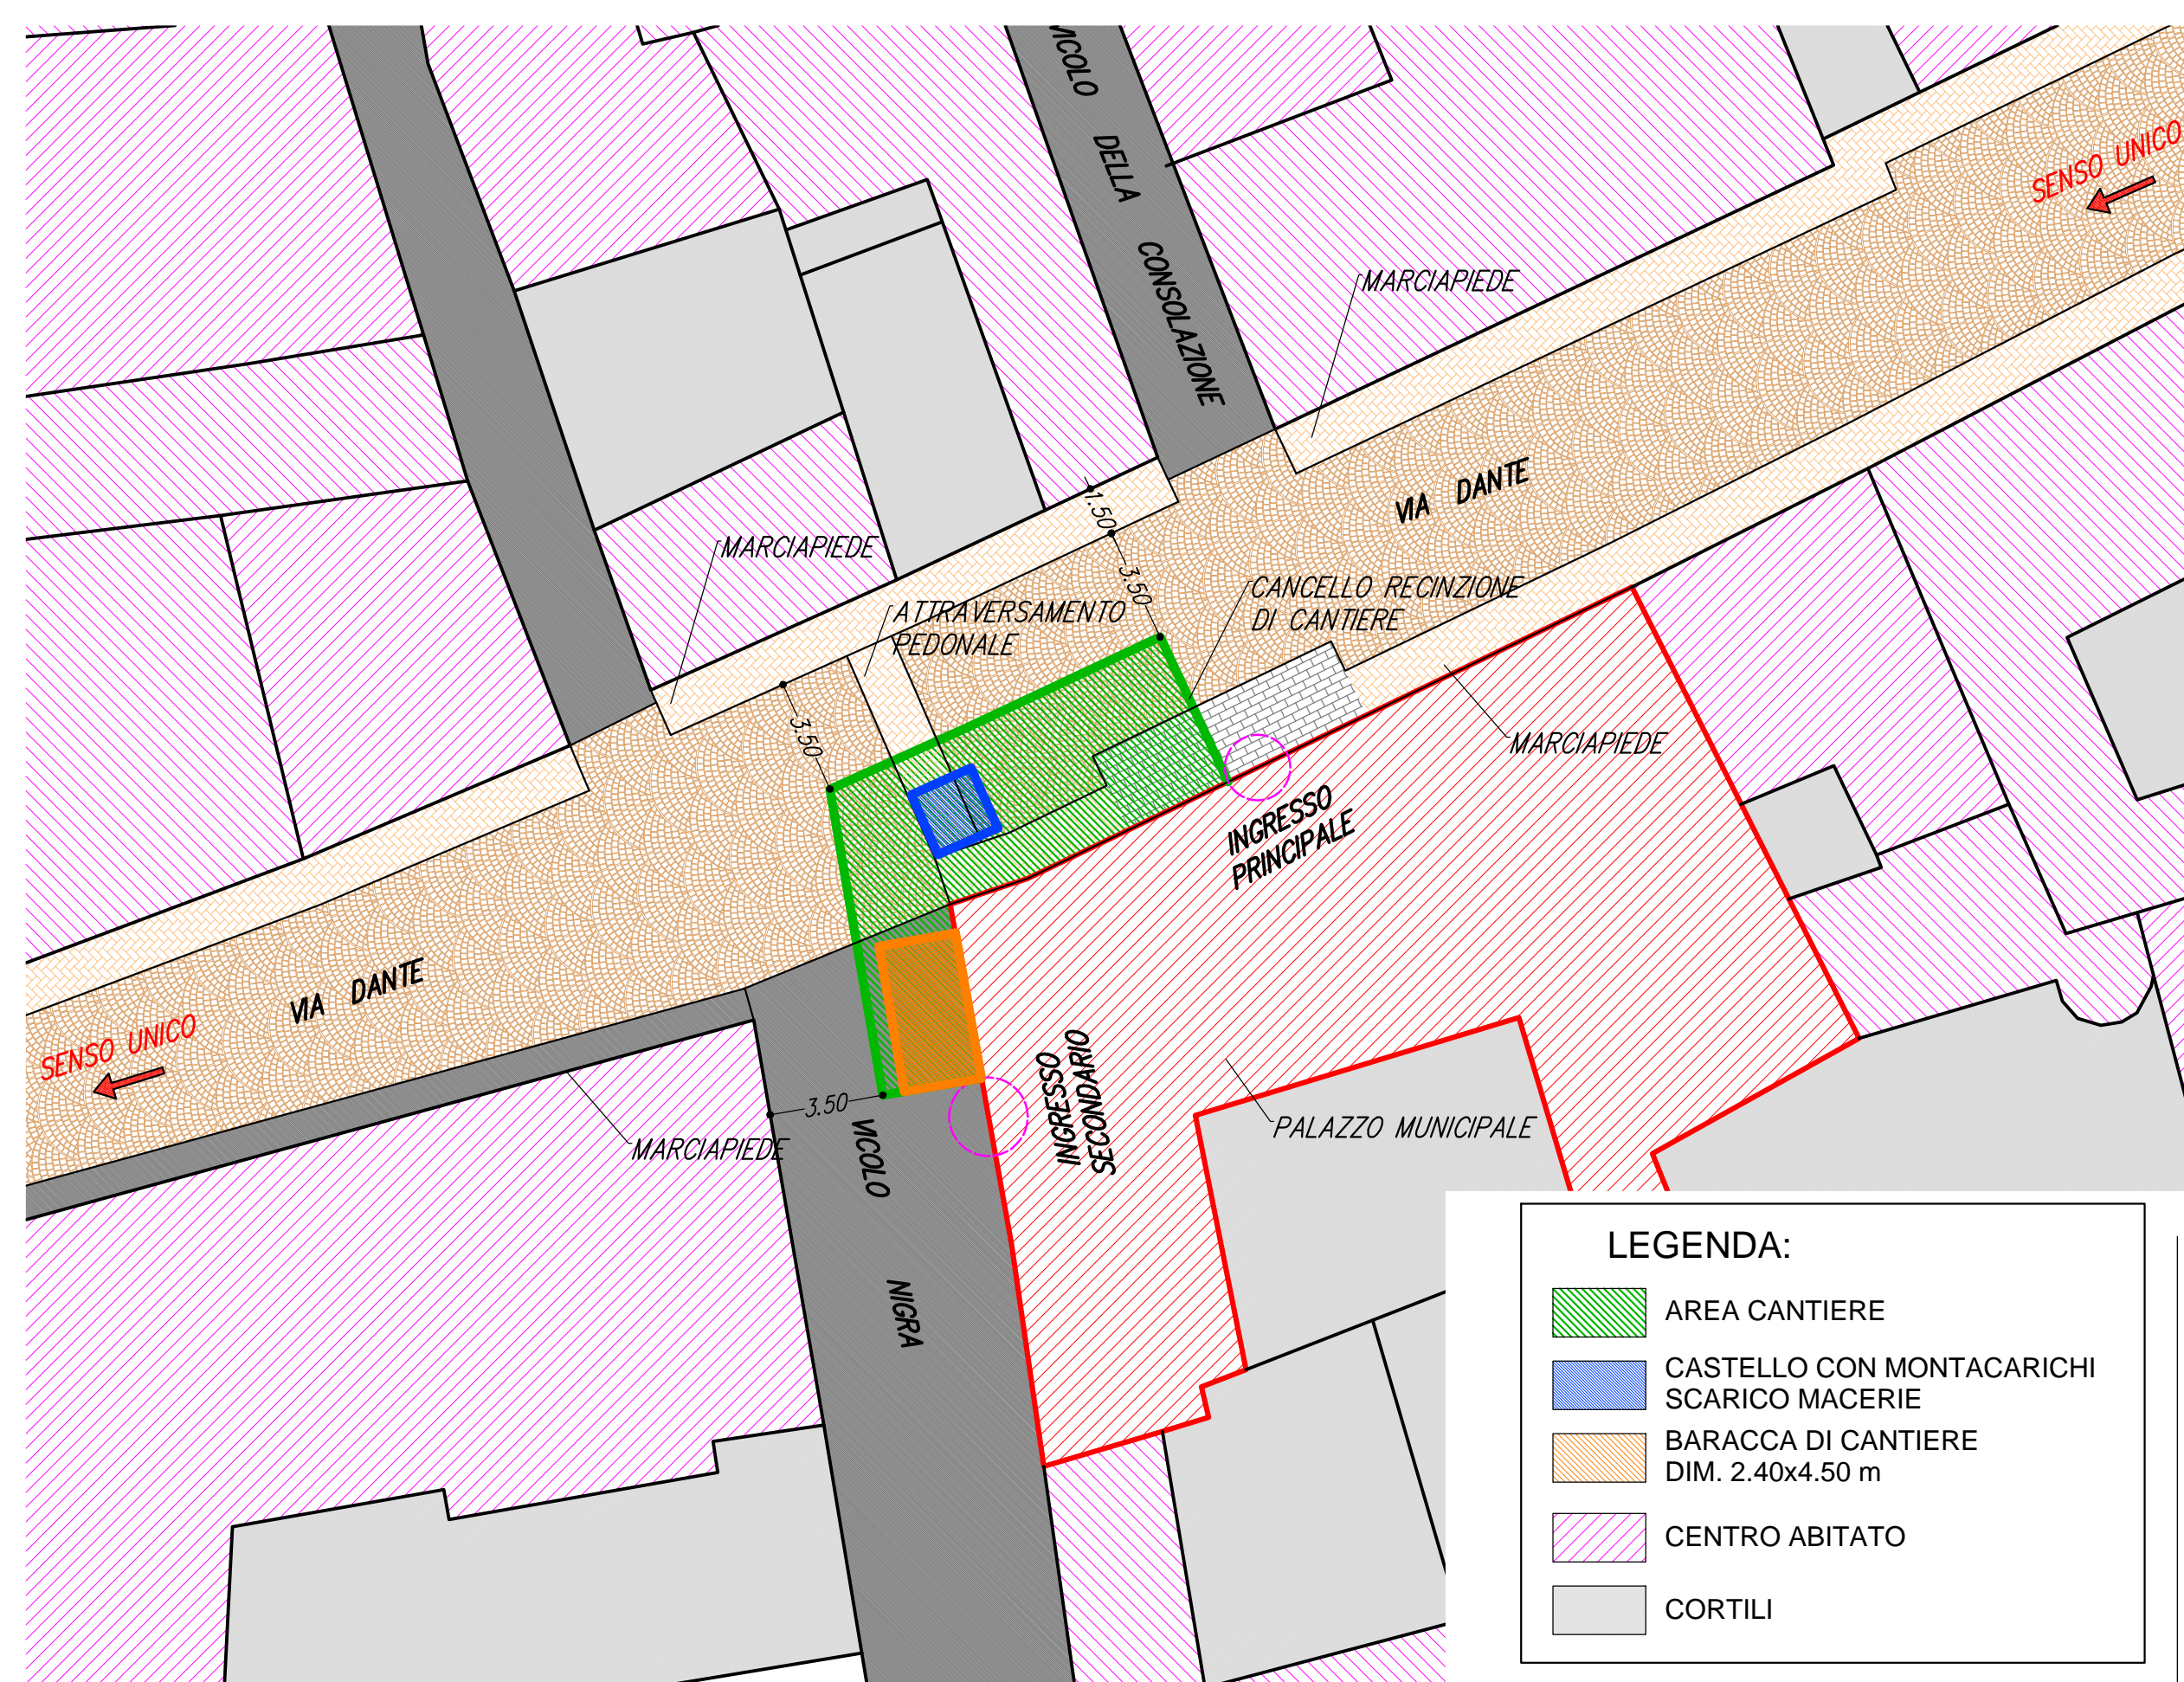 VICOLO DELLA CONSOLAZIONE
SENSO UNICO
MARCIAPIEDE
VIA DANTE
1.50
3.50
MARCIAPIEDE
CANCELLO RECINZIONE
DI CANTIERE
ATTRAVERSAMENTO
PEDONALE
3.50
MARCIAPIEDE
INGRESSO
PRINCIPALE
VIA DANTE
SENSO UNICO
INGRESSO
SECONDARIO
3.50
MARCIAPIEDE
PALAZZO MUNICIPALE
VICOLO NIGRA
LEGENDA:
AREA CANTIERE
CASTELLO CON MONTACARICHI
SCARICO MACERIE
BARACCA DI CANTIERE
DIM. 2.40x4.50 m
CENTRO ABITATO
CORTILI